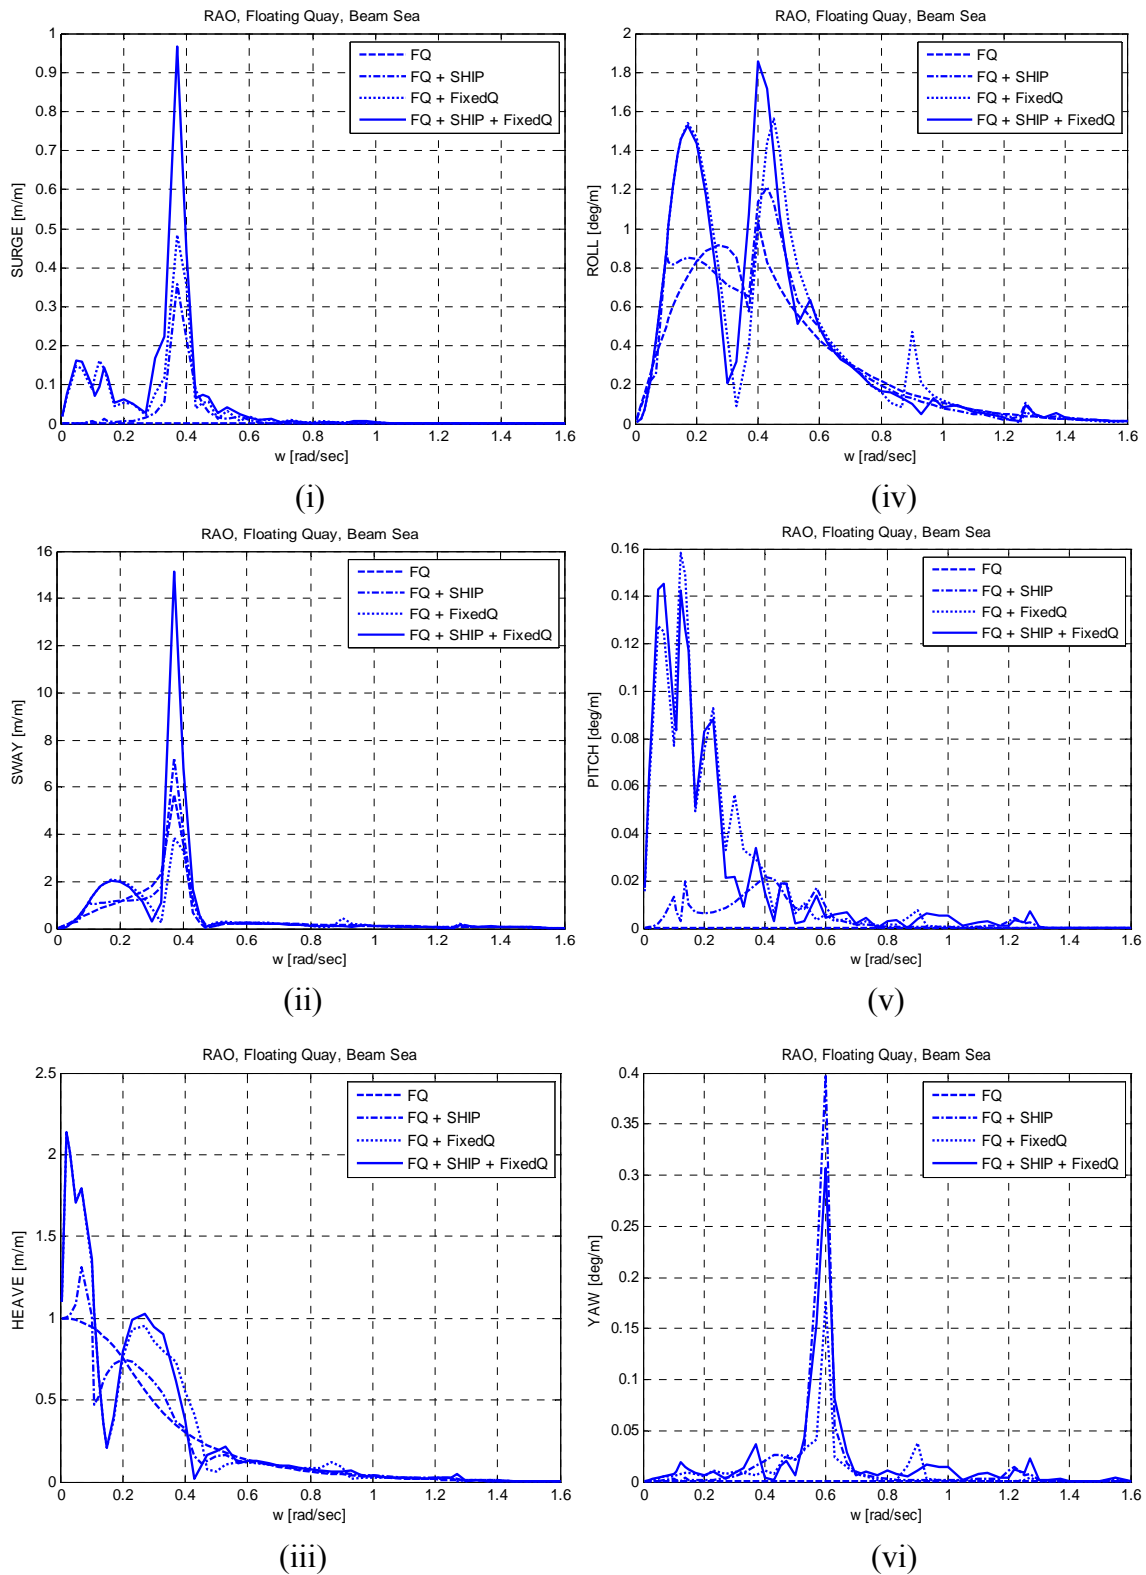 RAO, Floating Quay, Beam Sea
1
0.9
0.8
0.7
0.6
0.5
0.4
0.3
0.2
0.1
0
SURGE [m/m]
FQ
FQ + SHIP
FQ + FixedQ
FQ + SHIP + FixedQ
0 0.2 0.4 0.6 0.8 1 1.2 1.4 1.6
w [rad/sec]
(i)
RAO, Floating Quay, Beam Sea
2
1.8
1.6
1.4
1.2
1
0.8
0.6
0.4
0.2
0
ROLL [deg/m]
FQ
FQ + SHIP
FQ + FixedQ
FQ + SHIP + FixedQ
0 0.2 0.4 0.6 0.8 1 1.2 1.4 1.6
w [rad/sec]
(iv)
RAO, Floating Quay, Beam Sea
16
14
12
10
8
6
4
2
0
SWAY [m/m]
FQ
FQ + SHIP
FQ + FixedQ
FQ + SHIP + FixedQ
0 0.2 0.4 0.6 0.8 1 1.2 1.4 1.6
w [rad/sec]
(ii)
RAO, Floating Quay, Beam Sea
0.16
0.14
0.12
0.1
0.08
0.06
0.04
0.02
0
PITCH [deg/m]
FQ
FQ + SHIP
FQ + FixedQ
FQ + SHIP + FixedQ
0 0.2 0.4 0.6 0.8 1 1.2 1.4 1.6
w [rad/sec]
(v)
RAO, Floating Quay, Beam Sea
2.5
2
1.5
1
0.5
0
HEAVE [m/m]
FQ
FQ + SHIP
FQ + FixedQ
FQ + SHIP + FixedQ
0 0.2 0.4 0.6 0.8 1 1.2 1.4 1.6
w [rad/sec]
(iii)
RAO, Floating Quay, Beam Sea
0.4
0.35
0.3
0.25
0.2
0.15
0.1
0.05
0
YAW [deg/m]
FQ
FQ + SHIP
FQ + FixedQ
FQ + SHIP + FixedQ
0 0.2 0.4 0.6 0.8 1 1.2 1.4 1.6
w [rad/sec]
(vi)